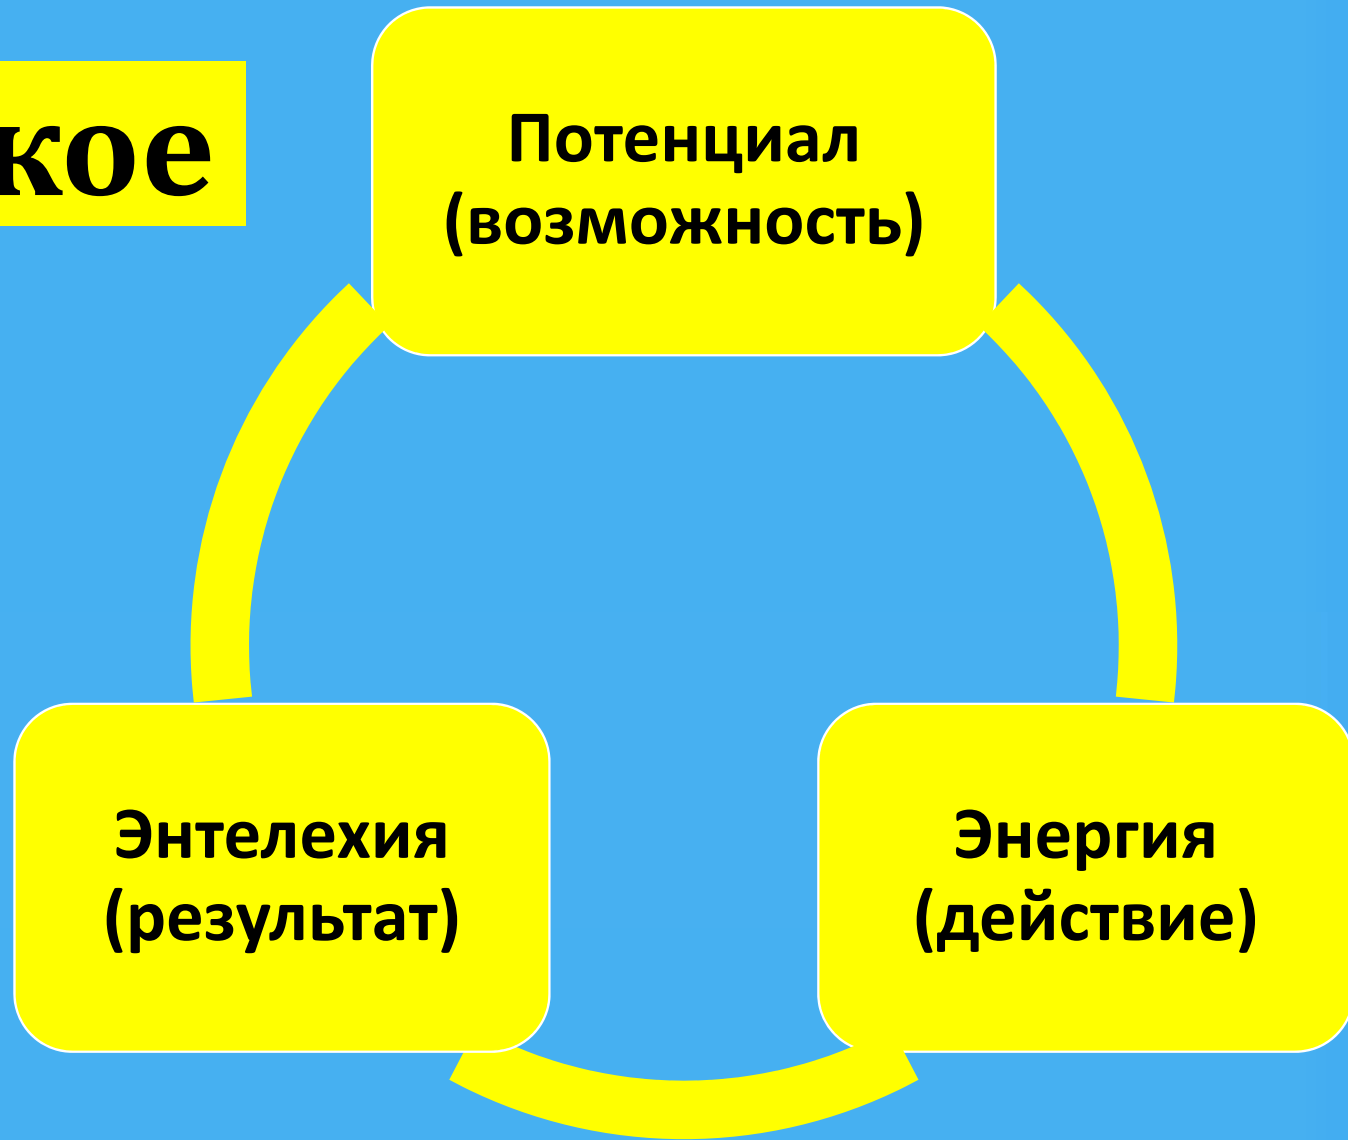 кое
Потенциал
(возможность)
Энтелехия
(результат)
Энергия
(действие)